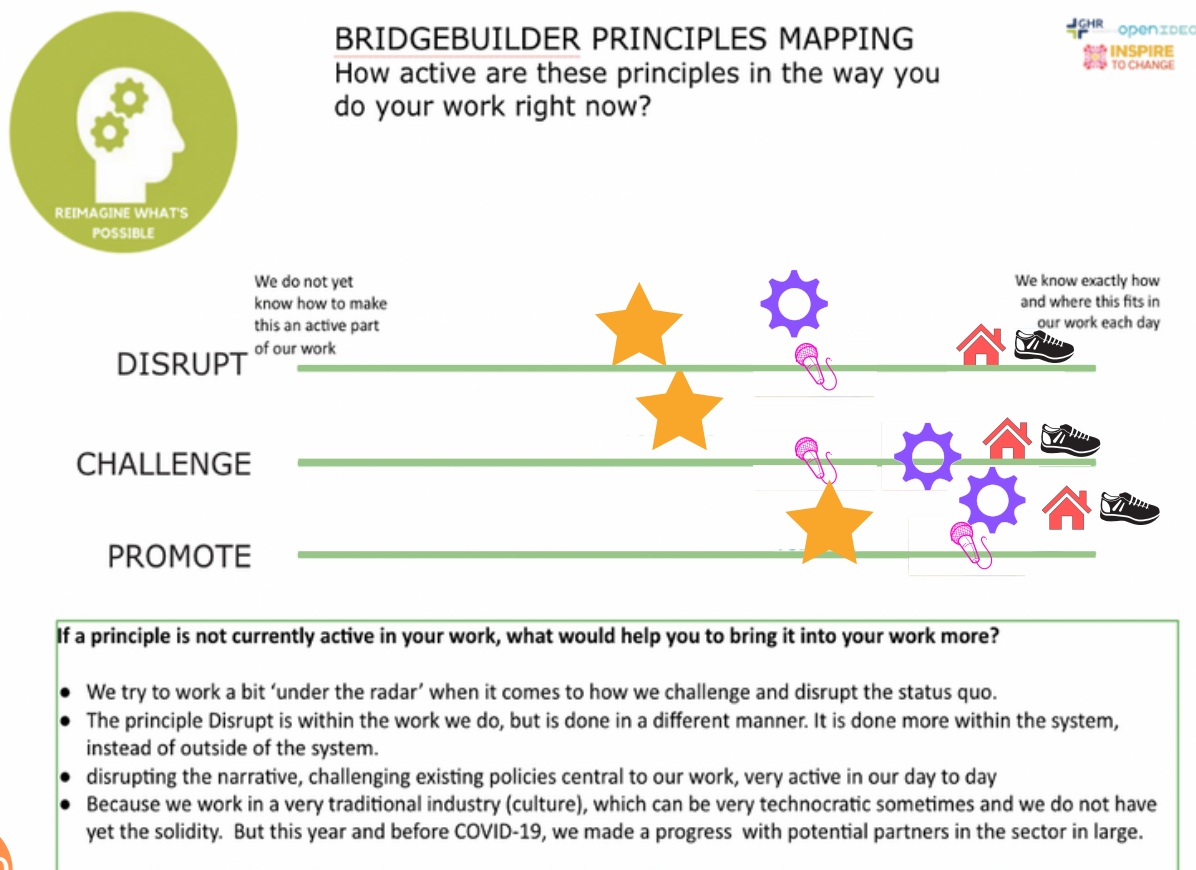 BRIDGEBUILDER PRINCIPLES MAPPING
How active are these principles in the way you
do your work right now?
GHR
OPENIDEO
INSPIRE
TO CHANGE
REIMAGINE WHAT'S
POSSIBLE
We do not yet
know how to make
this an active part
of our work
We know exactly how
and where this fits in
our work each day
DISRUPT
CHALLENGE
PROMOTE
If a principle is not currently active in your work, what would help you to bring it into your work more?
● We try to work a bit ‘under the radar’ when it comes to how we challenge and disrupt the status quo.
● The principle Disrupt is within the work we do, but is done in a different manner. It is done more within the system,
instead of outside of the system.
● disrupting the narrative, challenging existing policies central to our work, very active in our day to day
● Because we work in a very traditional industry (culture), which can be very technocratic sometimes and we do not have
yet the solidity.  But this year and before COVID-19, we made a progress  with potential partners in the sector in large.